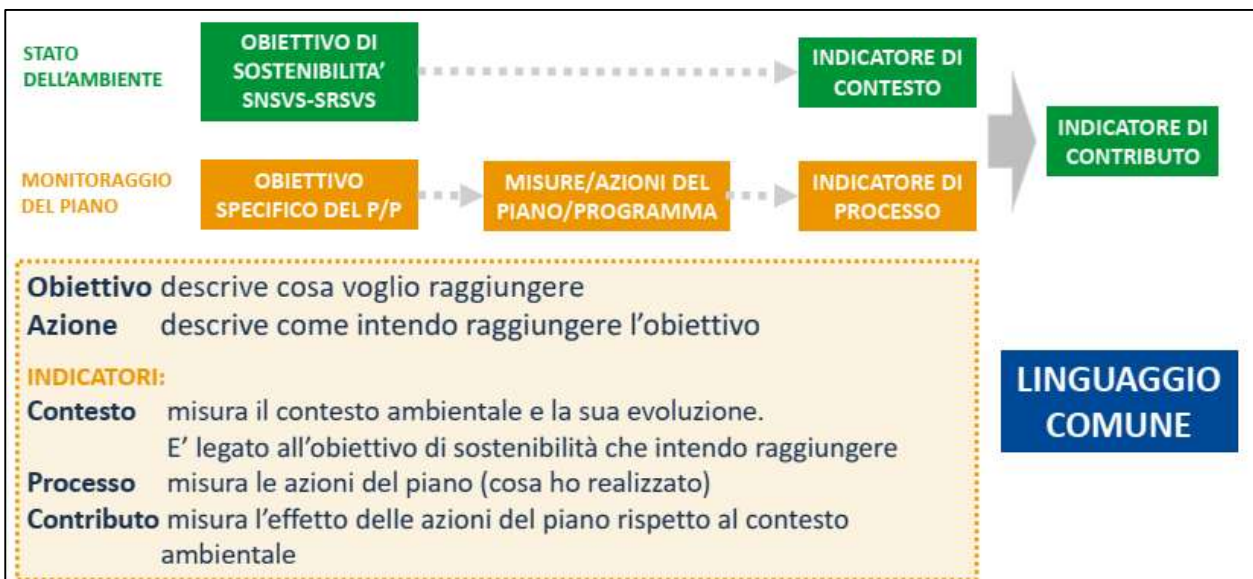 STATO
DELL'AMBIENTE
OBIETTIVO DI
SOSTENIBILITA'
SNSVS-SRSVS
INDICATORE DI
CONTESTO
INDICATORE DI
CONTRIBUTO
MONITORAGGIO
DEL PIANO
OBIETTIVO
SPECIFICO DEL P/P
MISURE/AZIONI DEL
PIANO/PROGRAMMA
INDICATORE DI
PROCESSO
Obiettivo descrive cosa voglio raggiungere
Azione descrive come intendo raggiungere l'obiettivo
INDICATORI:
Contesto misura il contesto ambientale e la sua evoluzione.
E' legato all'obiettivo di sostenibilità che intendo raggiungere
Processo misura le azioni del piano (cosa ho realizzato)
Contributo misura l'effetto delle azioni del piano rispetto al contesto
ambientale
LINGUAGGIO
COMUNE